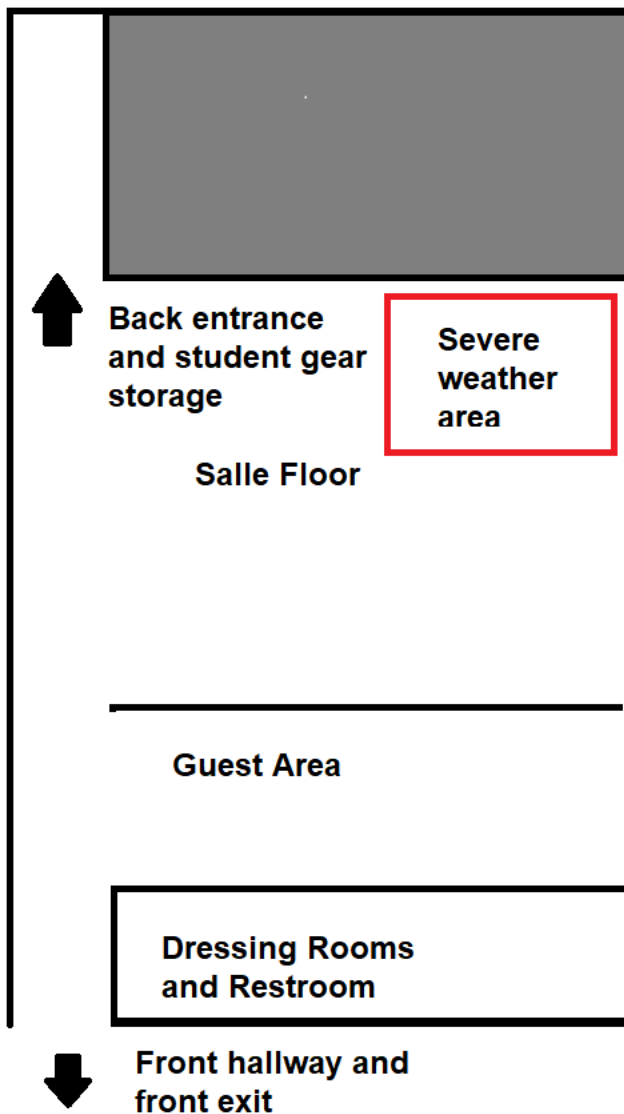 Back entrance
and student gear
storage
Severe
weather
area
Salle Floor
Guest Area
Dressing Rooms
and Restroom
Front hallway and
front exit